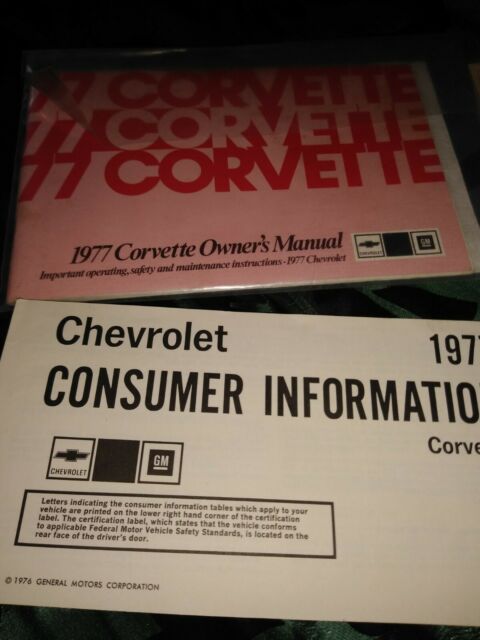 77 CORVETTE
77 CORVETTE
77 CORVETTE
1977 Corvette Owner's Manual
Important operating, safety and maintenance instructions - 1977 Chevrolet
CHEVROLET
GM
Chevrolet
197
CONSUMER INFORMATIO
Corve
CHEVROLET
GM
Letters indicating the consumer information tables which apply to your
vehicle are printed on the lower right hand corner of the certification
label. The certification label, which states that the vehicle conforms
to applicable Federal Motor Vehicle Safety Standards, is located on the
rear face of the driver's door.
© 1976 GENERAL MOTORS CORPORATION